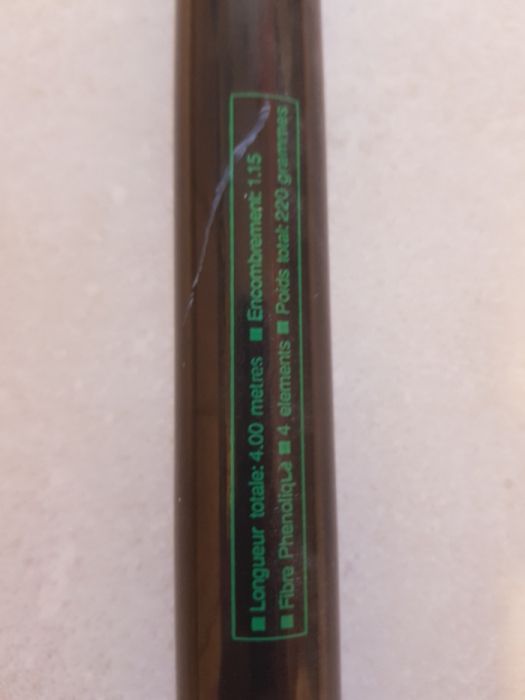 ■ Longueur totale: 4.00 metres ■ Encombrement: 1.15
■ Fibre Phenolique ■ 4 elements ■ Poids total: 220 grammes